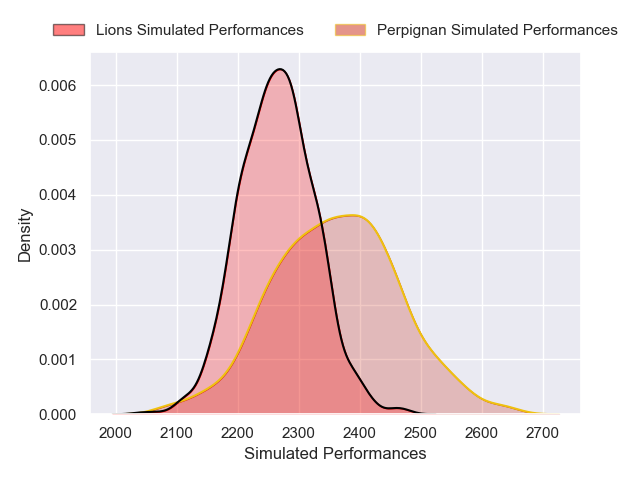 Lions Simulated Performances Perpignan Simulated Performances
0.006
0.005
0.004
0.003
0.002
0.001
0.000
Density
2000 2100 2200 2300 2400 2500 2600 2700
Simulated Performances